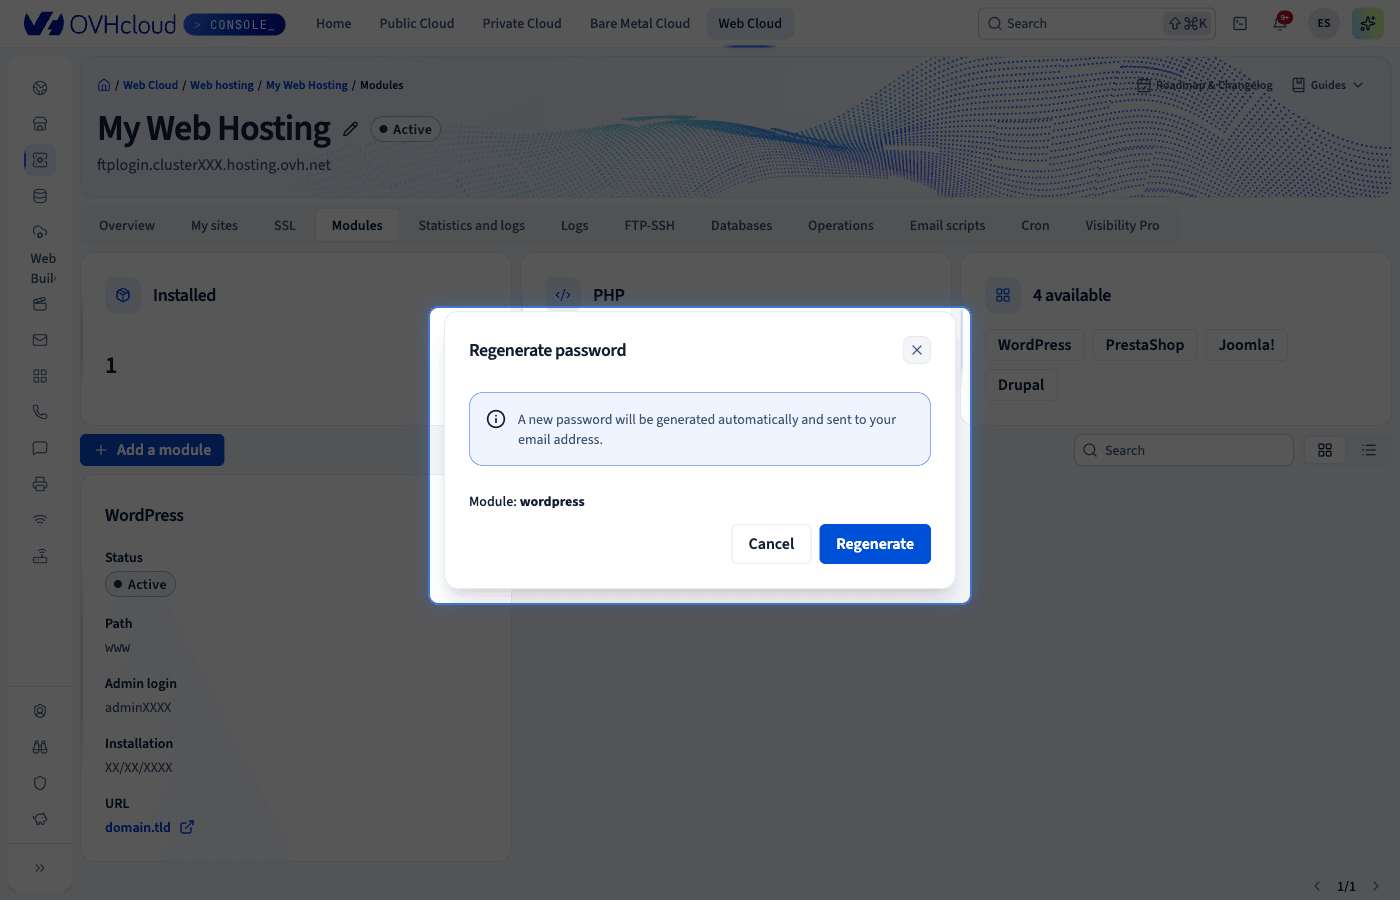 OVHcloud > CONSOLE_ Home Public Cloud Private Cloud Bare Metal Cloud Web Cloud Search ⇧⌘K 9+ ES
/ Web Cloud / Web hosting / My Web Hosting / Modules Roadmap & Changelog Guides
My Web Hosting Active
ftplogin.clusterXXX.hosting.ovh.net
Overview My sites SSL Modules Statistics and logs Logs FTP-SSH Databases Operations Email scripts Cron Visibility Pro
Web
Buil
Installed </> PHP 4 available
1
WordPress PrestaShop Joomla!
Drupal
Regenerate password
A new password will be generated automatically and sent to your
email address.
Module: wordpress
Cancel Regenerate
+ Add a module Search
WordPress
Status
Active
Path
www
Admin login
adminXXXX
Installation
XX/XX/XXXX
URL
domain.tld
1/1